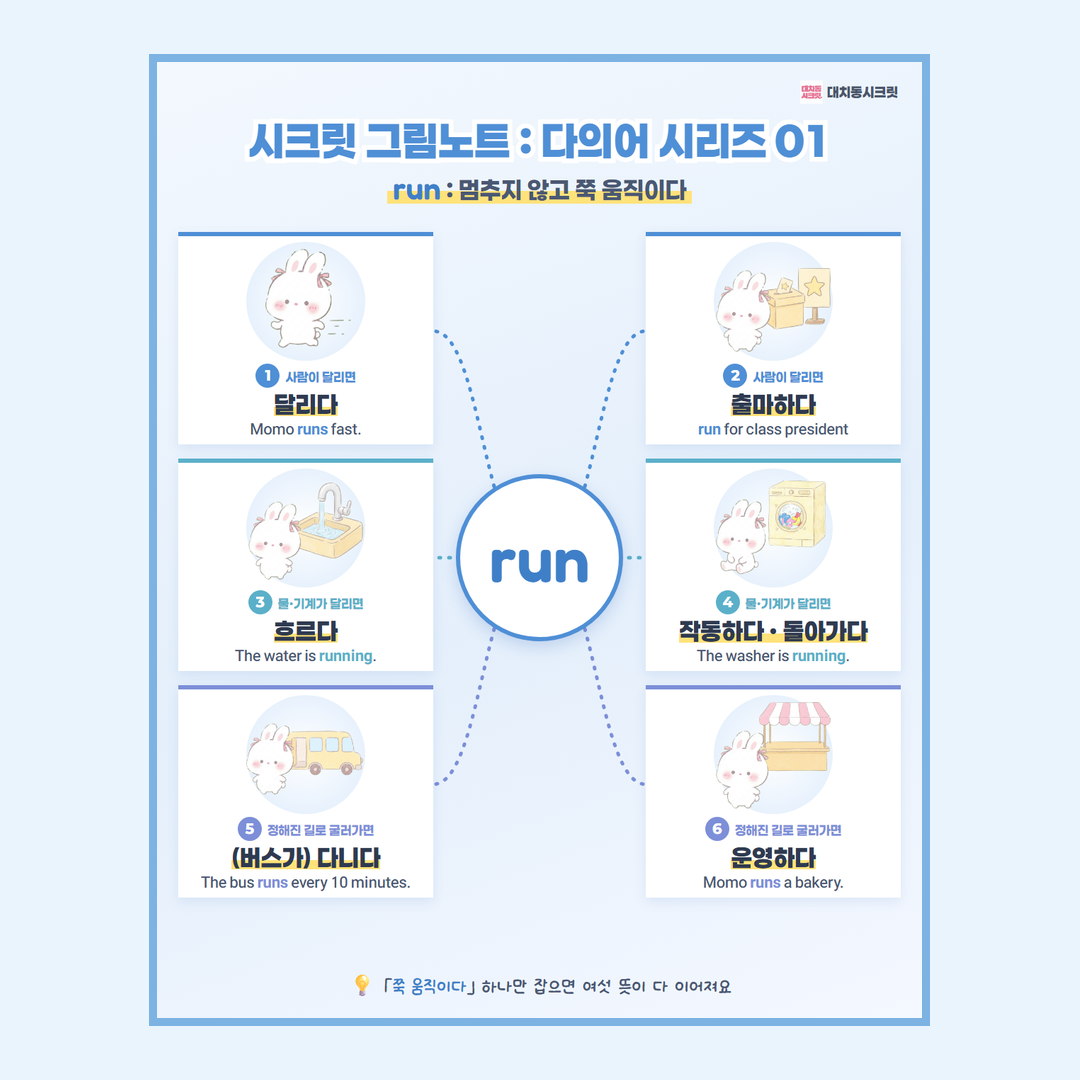 대치동
시크릿
대치동시크릿
시크릿 그림노트 : 다의어 시리즈 01
run : 멈추지 않고 쭉 움직이다
1 사람이 달리면
달리다
Momo runs fast.
2 사람이 달리면
출마하다
run for class president
run
3 물·기계가 달리면
흐르다
The water is running.
4 물·기계가 달리면
작동하다 · 돌아가다
The washer is running.
5 정해진 길로 굴러가면
(버스가) 다니다
The bus runs every 10 minutes.
6 정해진 길로 굴러가면
운영하다
Momo runs a bakery.
「쭉 움직이다」 하나만 잡으면 여섯 뜻이 다 이어져요